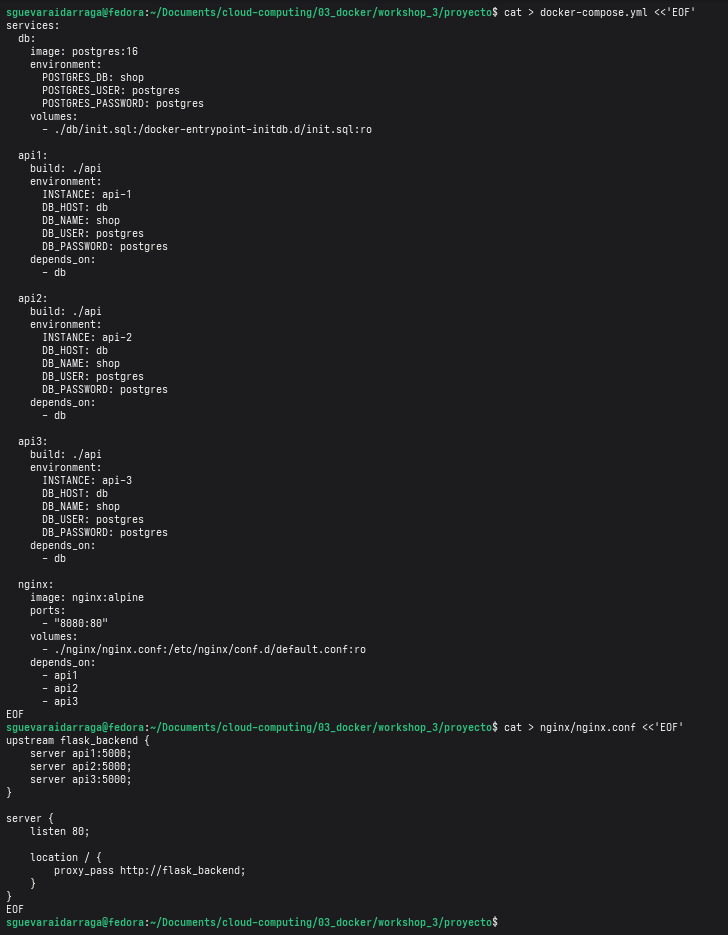 sguevaraidarraga@fedora:~/Documents/cloud-computing/03_docker/workshop_3/proyecto$ cat > docker-compose.yml <<'EOF'
services:
  db:
    image: postgres:16
    environment:
      POSTGRES_DB: shop
      POSTGRES_USER: postgres
      POSTGRES_PASSWORD: postgres
    volumes:
      - ./db/init.sql:/docker-entrypoint-initdb.d/init.sql:ro

  api1:
    build: ./api
    environment:
      INSTANCE: api-1
      DB_HOST: db
      DB_NAME: shop
      DB_USER: postgres
      DB_PASSWORD: postgres
    depends_on:
      - db

  api2:
    build: ./api
    environment:
      INSTANCE: api-2
      DB_HOST: db
      DB_NAME: shop
      DB_USER: postgres
      DB_PASSWORD: postgres
    depends_on:
      - db

  api3:
    build: ./api
    environment:
      INSTANCE: api-3
      DB_HOST: db
      DB_NAME: shop
      DB_USER: postgres
      DB_PASSWORD: postgres
    depends_on:
      - db

  nginx:
    image: nginx:alpine
    ports:
      - "8080:80"
    volumes:
      - ./nginx/nginx.conf:/etc/nginx/conf.d/default.conf:ro
    depends_on:
      - api1
      - api2
      - api3
EOF
sguevaraidarraga@fedora:~/Documents/cloud-computing/03_docker/workshop_3/proyecto$ cat > nginx/nginx.conf <<'EOF'
upstream flask_backend {
    server api1:5000;
    server api2:5000;
    server api3:5000;
}

server {
    listen 80;

    location / {
        proxy_pass http://flask_backend;
    }
}
EOF
sguevaraidarraga@fedora:~/Documents/cloud-computing/03_docker/workshop_3/proyecto$